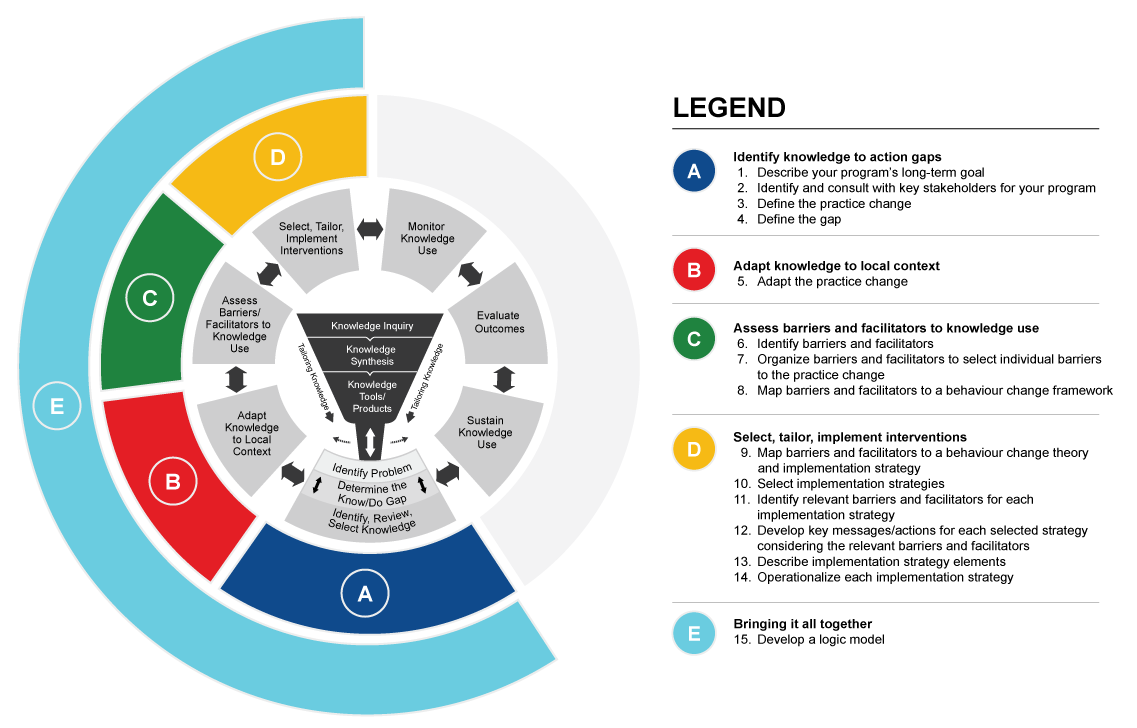 D
C
E
B
A
Select, Tailor,
Implement
Interventions
Monitor
Knowledge
Use
Assess
Barriers/
Facilitators to
Knowledge
Use
Evaluate
Outcomes
Adapt
Knowledge
to Local
Context
Sustain
Knowledge
Use
Knowledge Inquiry
Knowledge
Synthesis
Knowledge
Tools/
Products
Tailoring Knowledge
Tailoring Knowledge
Identify Problem
Determine the
Know/Do Gap
Identify, Review,
Select Knowledge
LEGEND
A
Identify knowledge to action gaps
1. Describe your program's long-term goal
2. Identify and consult with key stakeholders for your program
3. Define the practice change
4. Define the gap
B
Adapt knowledge to local context
5. Adapt the practice change
C
Assess barriers and facilitators to knowledge use
6. Identify barriers and facilitators
7. Organize barriers and facilitators to select individual barriers
to the practice change
8. Map barriers and facilitators to a behaviour change framework
D
Select, tailor, implement interventions
9. Map barriers and facilitators to a behaviour change theory
and implementation strategy
10. Select implementation strategies
11. Identify relevant barriers and facilitators for each
implementation strategy
12. Develop key messages/actions for each selected strategy
considering the relevant barriers and facilitators
13. Describe implementation strategy elements
14. Operationalize each implementation strategy
E
Bringing it all together
15. Develop a logic model